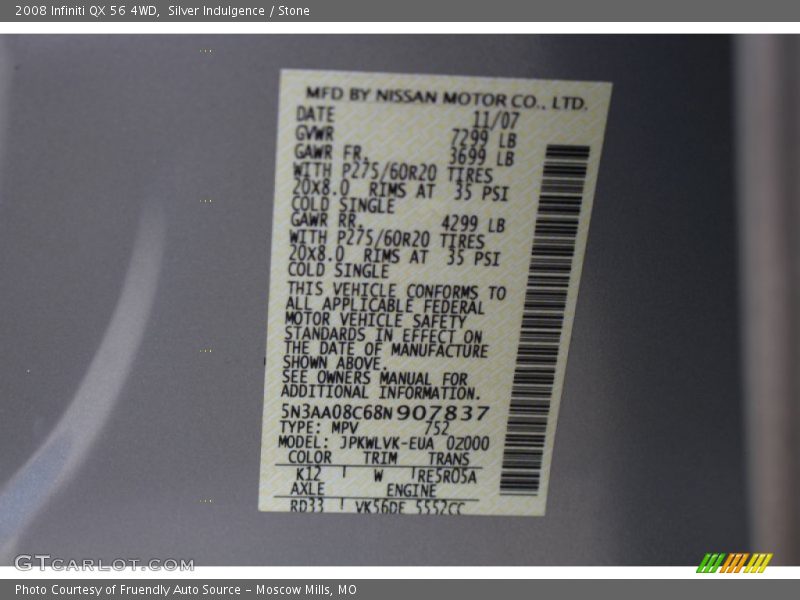 2008 Infiniti QX 56 4WD,  Silver Indulgence / Stone
MFD BY NISSAN MOTOR CO., LTD.
DATE 11/07
GVWR 7299 LB
GAWR FR. 3699 LB
WITH P275/60R20 TIRES
20X8.0 RIMS AT 35 PSI
COLD SINGLE
GAWR RR. 4299 LB
WITH P275/60R20 TIRES
20X8.0 RIMS AT 35 PSI
COLD SINGLE
THIS VEHICLE CONFORMS TO
ALL APPLICABLE FEDERAL
MOTOR VEHICLE SAFETY
STANDARDS IN EFFECT ON
THE DATE OF MANUFACTURE
SHOWN ABOVE.
SEE OWNERS MANUAL FOR
ADDITIONAL INFORMATION.
5N3AA08C68N907837
TYPE: MPV 752
MODEL: JPKWLVK-EUA 0Z000
COLOR TRIM TRANS
K12 W RE5R05A
AXLE ENGINE
RD33 VK56DE 5552CC
GTCARLOT.COM
Photo Courtesy of Fruendly Auto Source – Moscow Mills, MO